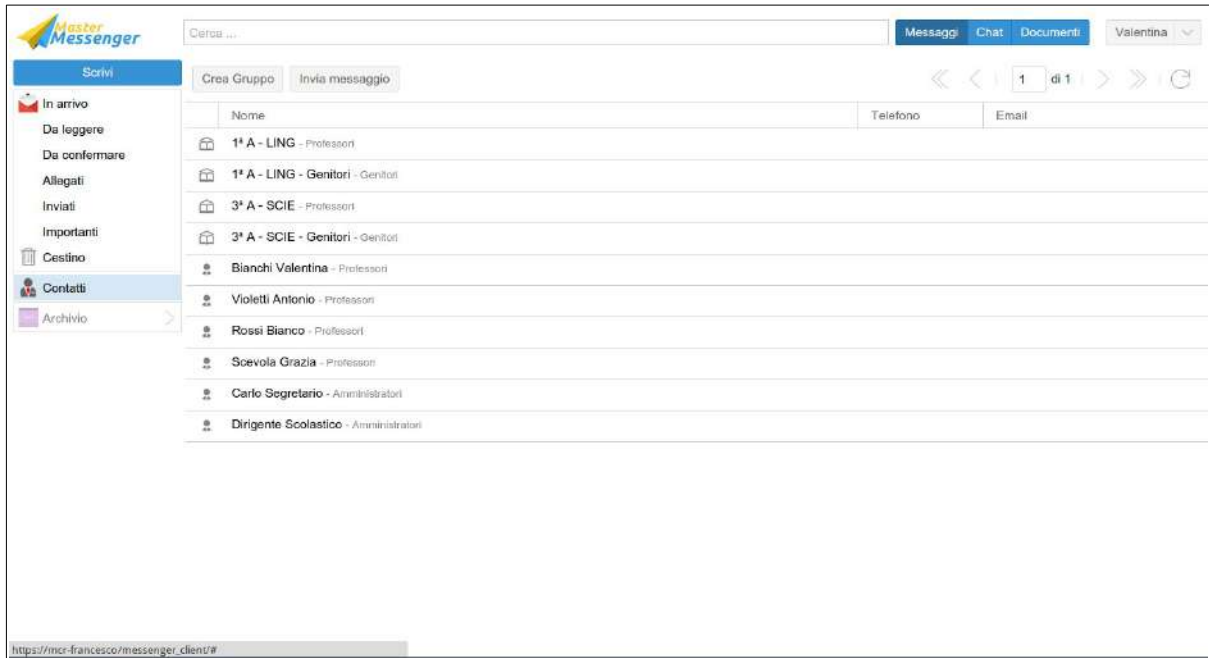 Master
Messenger
Cerca ...
Messaggi Chat Documenti
Valentina
Scrivi
In arrivo
Da leggere
Da confermare
Allegati
Inviati
Importanti
Cestino
Contatti
Archivio
Crea Gruppo Invia messaggio
1 di 1
Nome Telefono Email
1ª A - LING - Professori
1ª A - LING - Genitori - Genitori
3ª A - SCIE - Professori
3ª A - SCIE - Genitori - Genitori
Bianchi Valentina - Professori
Violetti Antonio - Professori
Rossi Bianco - Professori
Scevola Grazia - Professori
Carlo Segretario - Amministratori
Dirigente Scolastico - Amministratori
https://mcr-francesco/messenger_client/#